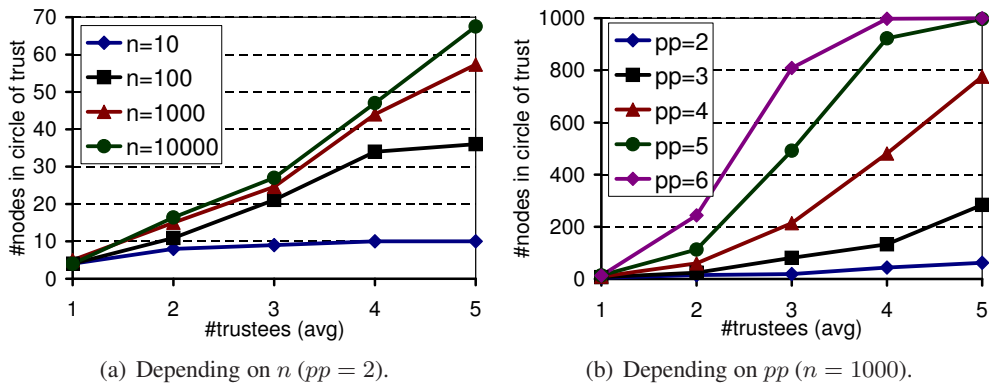 #nodes in circle of trust
70
60
50
40
30
20
10
0
n=10
n=100
n=1000
n=10000
1 2 3 4 5
#trustees (avg)
(a) Depending on n (pp = 2).
#nodes in circle of trust
1000
800
600
400
200
0
pp=2
pp=3
pp=4
pp=5
pp=6
1 2 3 4 5
#trustees (avg)
(b) Depending on pp (n = 1000).